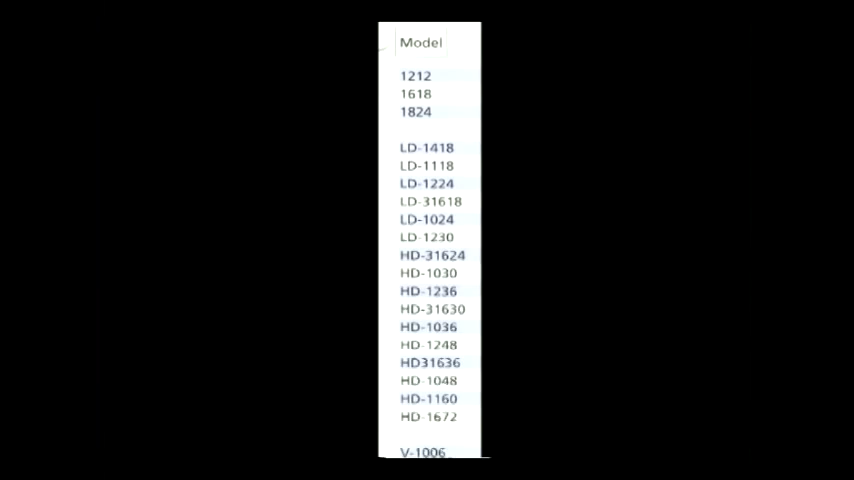 Model
1212
1618
1824
LD-1418
LD-1118
LD-1224
LD-31618
LD-1024
LD-1230
HD-31624
HD-1030
HD-1236
HD-31630
HD-1036
HD-1248
HD31636
HD-1048
HD-1160
HD-1672
V-1006